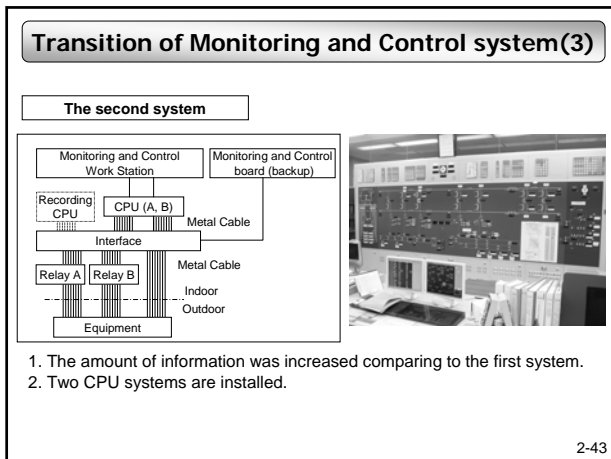 Transition of Monitoring and Control system(3)
The second system
Monitoring and Control
Work Station
Monitoring and Control
board (backup)
Recording
CPU
CPU (A, B)
Metal Cable
Interface
Metal Cable
Relay A
Relay B
Indoor
Outdoor
Equipment
1. The amount of information was increased comparing to the first system.
2. Two CPU systems are installed.
2-43